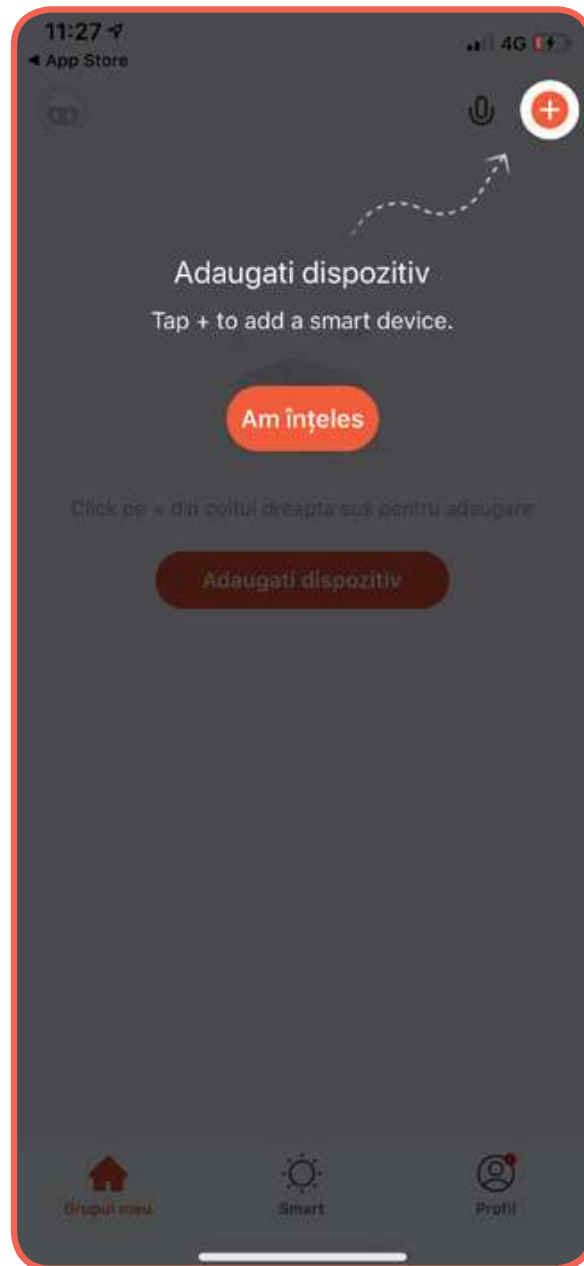 11:27
◀ App Store
4G
Adaugati dispozitiv
Tap + to add a smart device.
Am înțeles
Click pe + din coltul dreapta sus pentru adaugare
Adaugati dispozitiv
Grupul meu
Smart
Profil